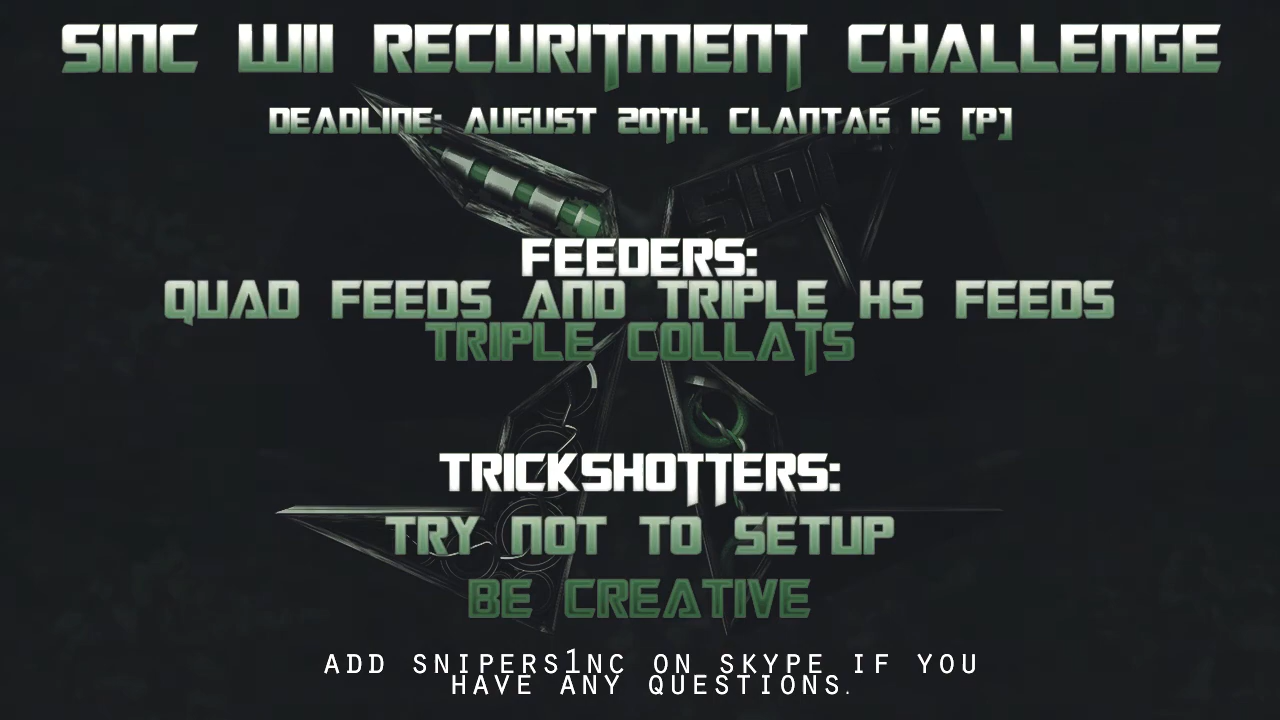 SINC WII RECURITMENT CHALLENGE
DEADLINE: AUGUST 20TH. CLANTAG IS [P]
SINC
FEEDERS:
QUAD FEEDS AND TRIPLE HS FEEDS
TRIPLE COLLATS
TRICKSHOTTERS:
TRY NOT TO SETUP
BE CREATIVE
ADD SNIPERS1NC ON SKYPE IF YOU
HAVE ANY QUESTIONS.